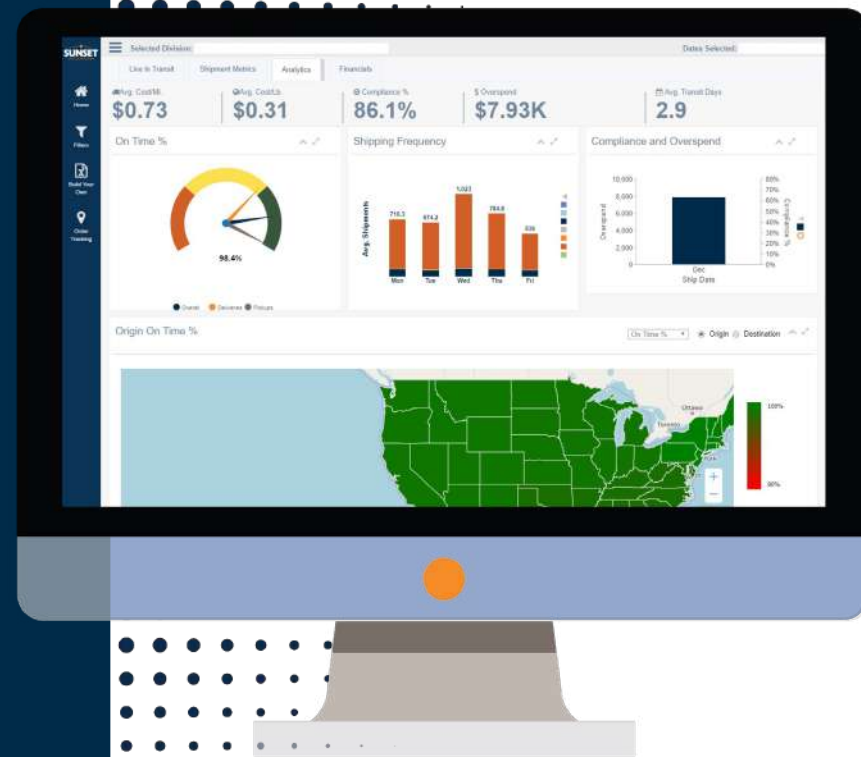 SUNSET
Home
Filters
Build Your
Own
Order
Tracking
Selected Division:
Dates Selected:
Live In Transit
Shipment Metrics
Analytics
Financials
Avg. Cost/Mi.
$0.73
Avg. Cost/Lb.
$0.31
Compliance %
86.1%
$ Overspend
$7.93K
Avg. Transit Days
2.9
On Time %
98.4%
Overall
Deliveries
Pickups
Shipping Frequency
Avg. Shipments
718.3
674.2
1,023
784.8
Mon
Tue
Wed
Thu
Fri
Compliance and Overspend
Overspend
10,000
8,000
6,000
4,000
2,000
0
80%
70%
60%
50%
40%
30%
20%
10%
0%
Compliance %
Dec
Ship Date
Origin On Time %
On Time %
Origin
Destination
Ottawa
Toronto
100%
+
−